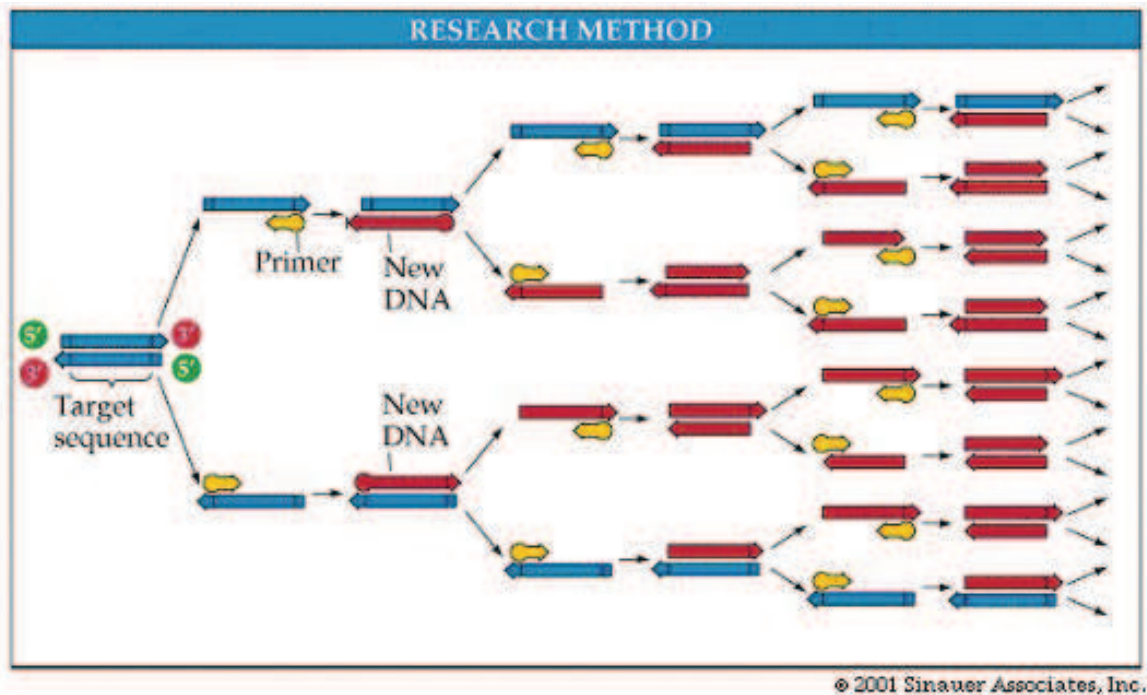 RESEARCH METHOD
Primer
New
DNA
5′
3′
3′
5′
Target
sequence
New
DNA
© 2001 Sinauer Associates, Inc.